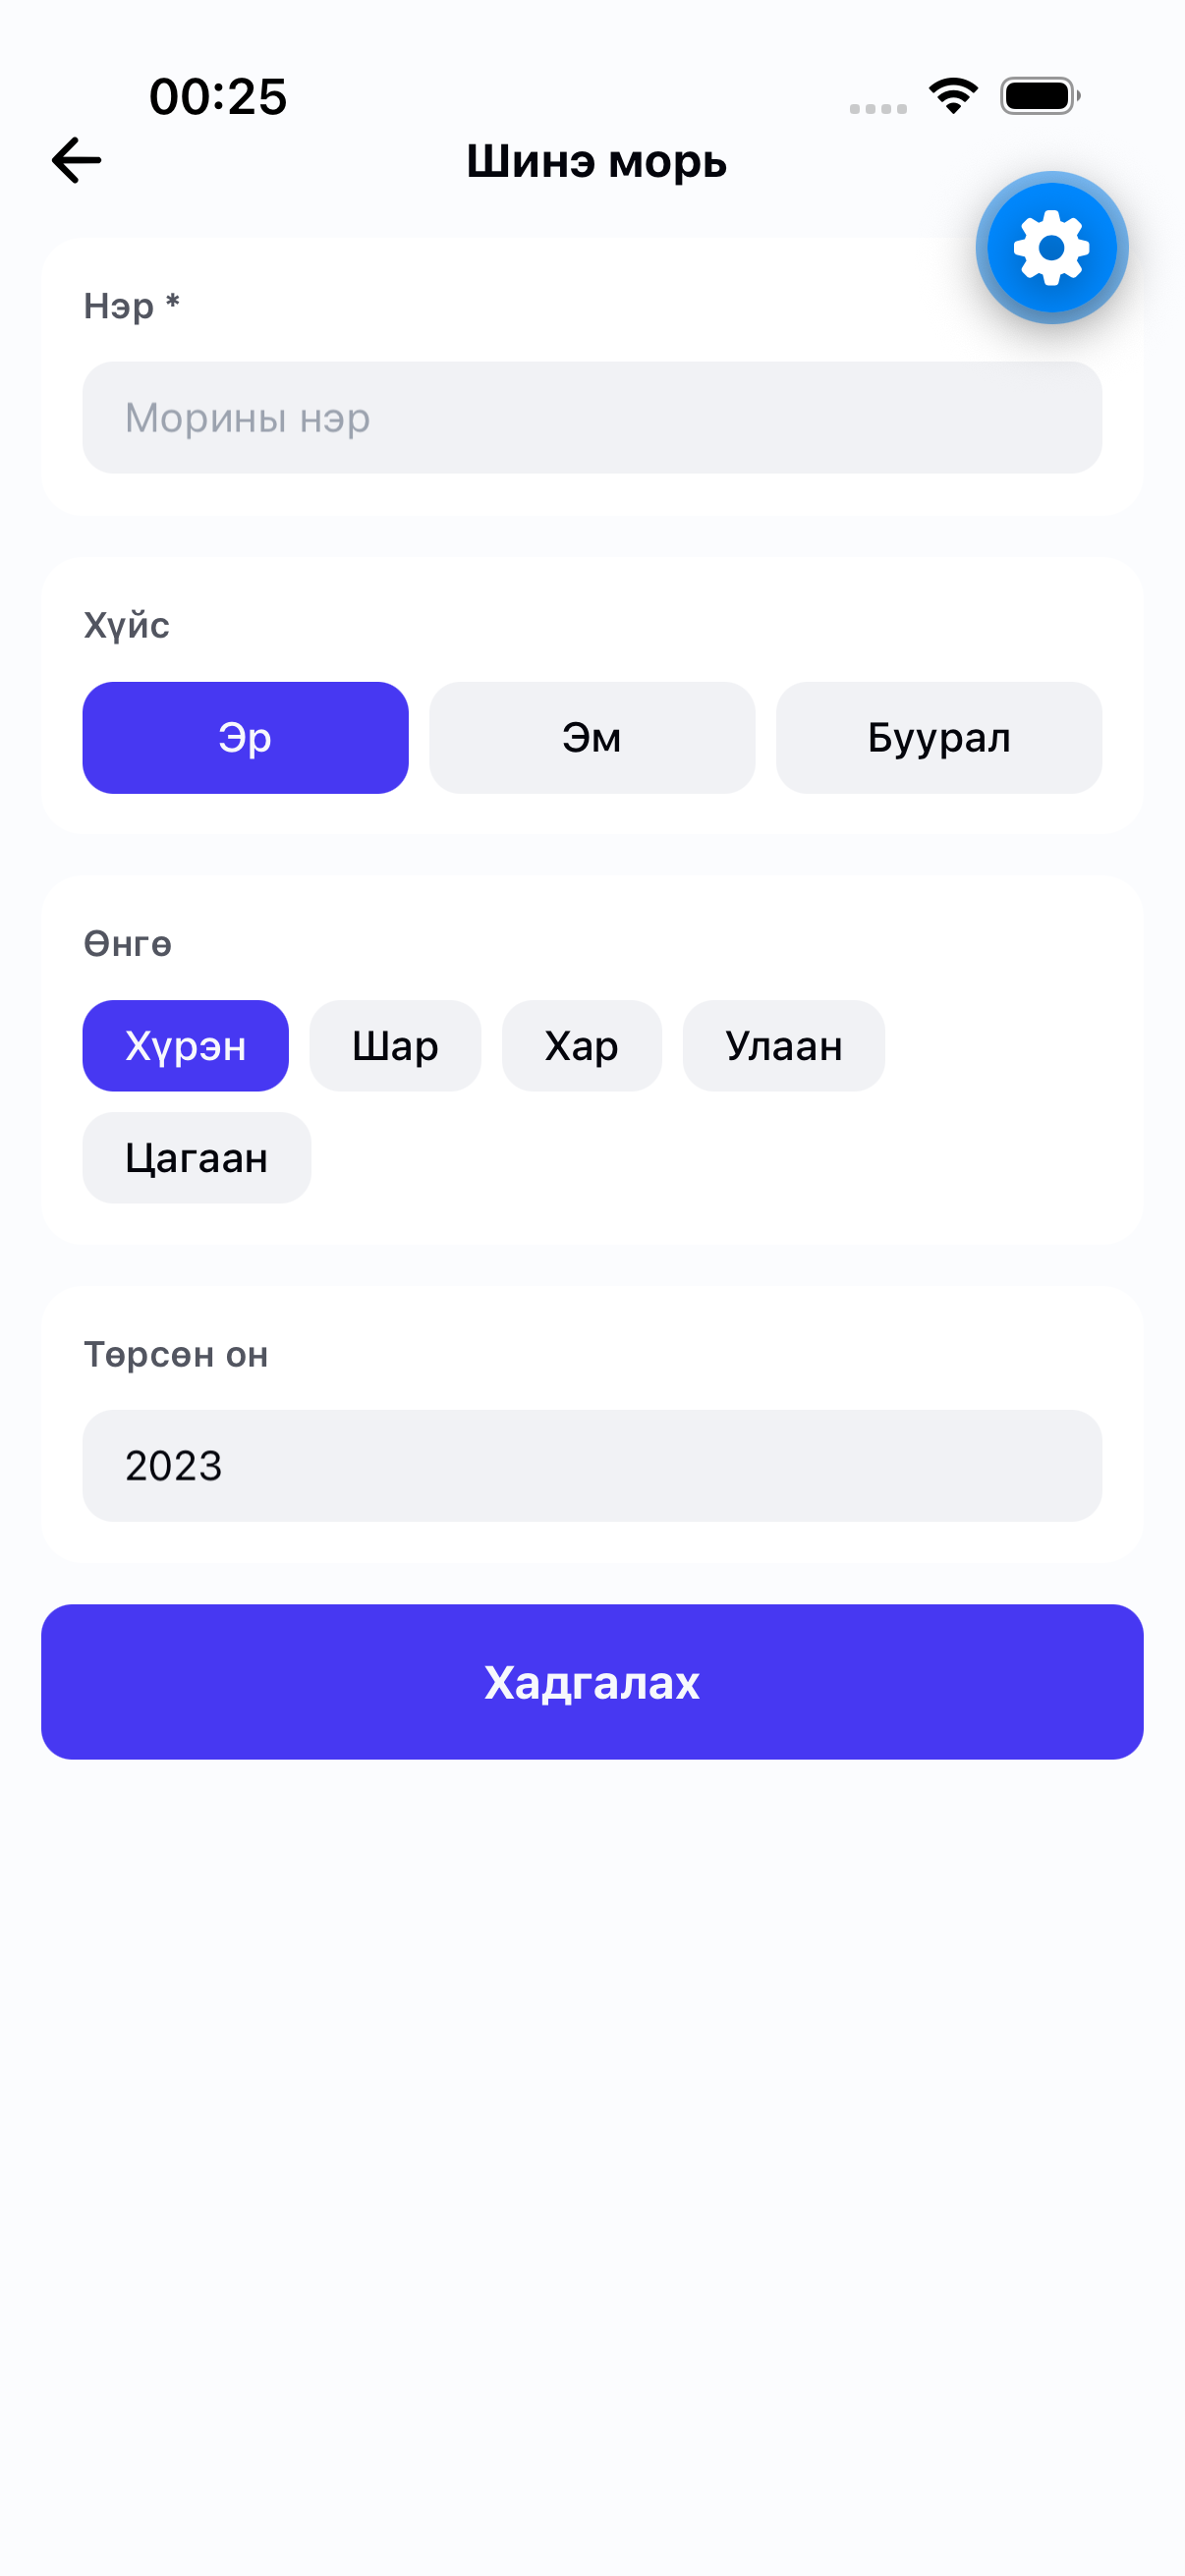 00:25
Шинэ морь
Нэр *
Морины нэр
Хүйс
Эр
Эм
Буурал
Өнгө
Хүрэн
Шар
Хар
Улаан
Цагаан
Төрсөн он
2023
Хадгалах